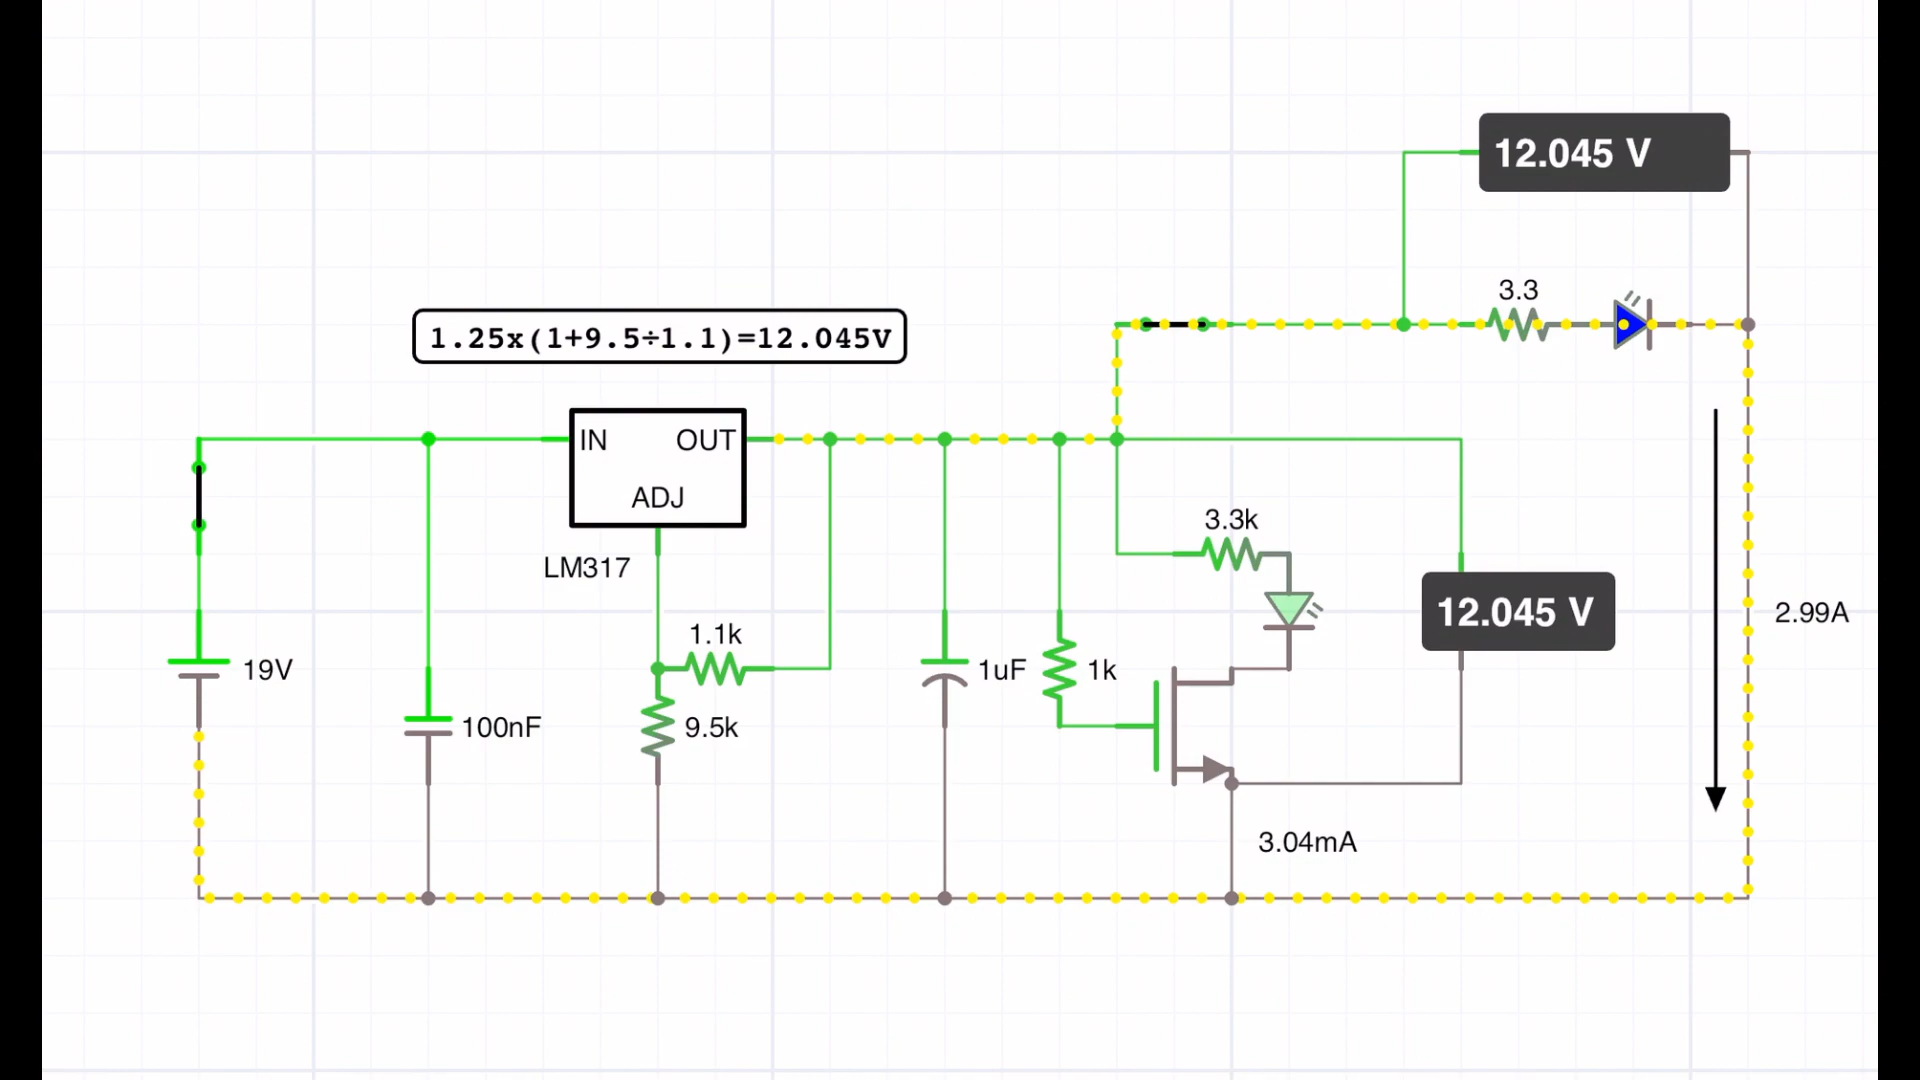 12.045 V
3.3
1.25x(1+9.5÷1.1)=12.045V
IN OUT
ADJ
LM317
3.3k
12.045 V
2.99A
1.1k
19V
1uF
1k
100nF
9.5k
3.04mA